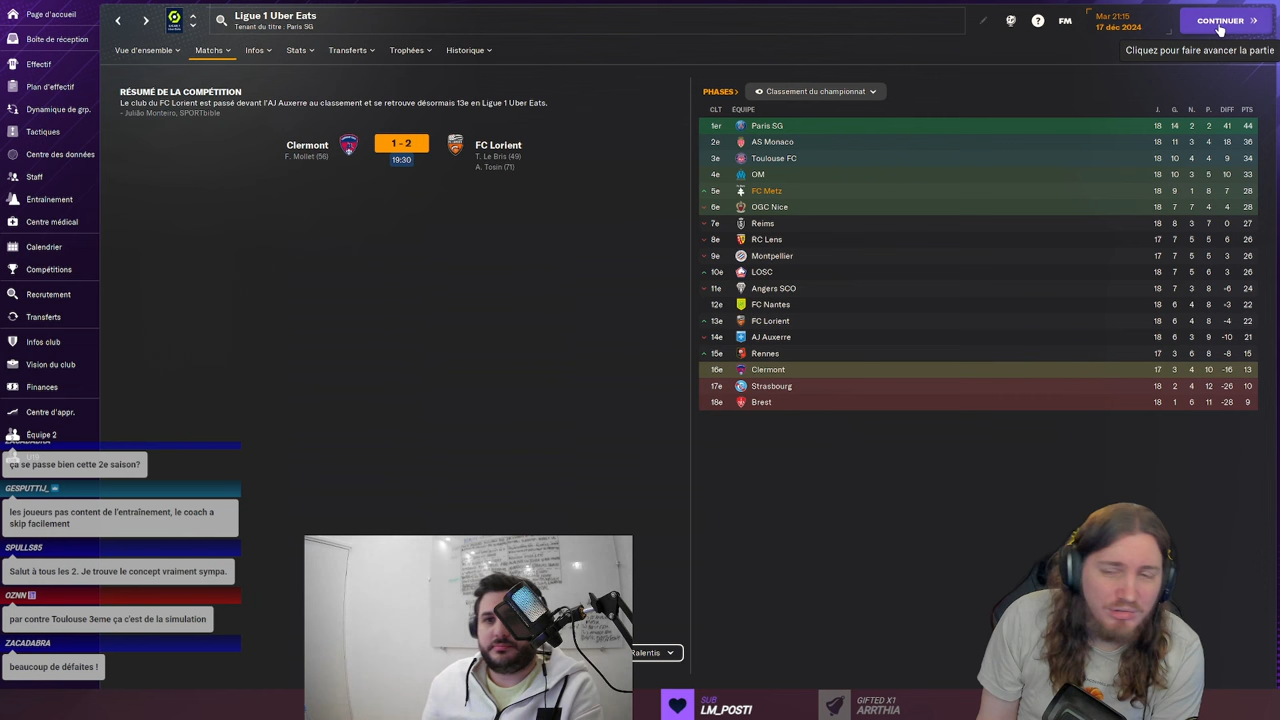 Page d'accueil
Boîte de réception
Effectif
Plan d'effectif
Dynamique de grp.
Tactiques
Centre des données
Staff
Entraînement
Centre médical
Calendrier
Compétitions
Recrutement
Transferts
Infos club
Vision du club
Finances
Centre d'appr.
Équipe 2
Ligue 1 Uber Eats
Tenant du titre : Paris SG
FM
Mar 21:15
17 déc 2024
CONTINUER
Cliquez pour faire avancer la partie
Vue d'ensemble
Matchs
Infos
Stats
Transferts
Trophées
Historique
RÉSUMÉ DE LA COMPÉTITION
Le club du FC Lorient est passé devant l'AJ Auxerre au classement et se retrouve désormais 13e en Ligue 1 Uber Eats.
- Julião Monteiro, SPORTbible
Clermont 1 - 2 FC Lorient
F. Mollet (56) 19:30 T. Le Bris (49)
A. Tosin (71)
PHASES Classement du championnat
CLT ÉQUIPE J. G. N. P. DIFF PTS
1er Paris SG 18 14 2 2 41 44
2e AS Monaco 18 11 3 4 18 36
3e Toulouse FC 18 10 4 4 9 34
4e OM 18 10 3 5 10 33
5e FC Metz 18 9 1 8 7 28
6e OGC Nice 18 7 7 4 4 28
7e Reims 18 8 3 7 0 27
8e RC Lens 17 7 5 5 6 26
9e Montpellier 17 7 5 5 3 26
10e LOSC 18 7 5 6 3 26
11e Angers SCO 18 7 3 8 -6 24
12e FC Nantes 18 6 4 8 -3 22
13e FC Lorient 18 6 4 8 -4 22
14e AJ Auxerre 18 6 3 9 -10 21
15e Rennes 17 3 6 8 -8 15
16e Clermont 17 3 4 10 -16 13
17e Strasbourg 18 2 4 12 -26 10
18e Brest 18 1 6 11 -28 9
ZACADABRA
ça se passe bien cette 2e saison?
GESPUTTIJ_
les joueurs pas content de l'entraînement, le coach a
skip facilement
SPULLS85
Salut à tous les 2. Je trouve le concept vraiment sympa.
OZNN
par contre Toulouse 3eme ça c'est de la simulation
ZACADABRA
beaucoup de défaites !
Ralentis
SUB
LM_POSTI
GIFTED X1
ARRTHIA